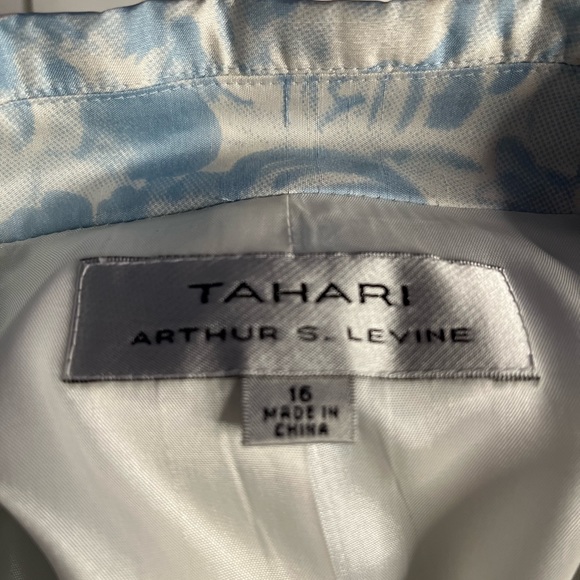 TAHARI
ARTHUR S. LEVINE
16
MADE IN
CHINA